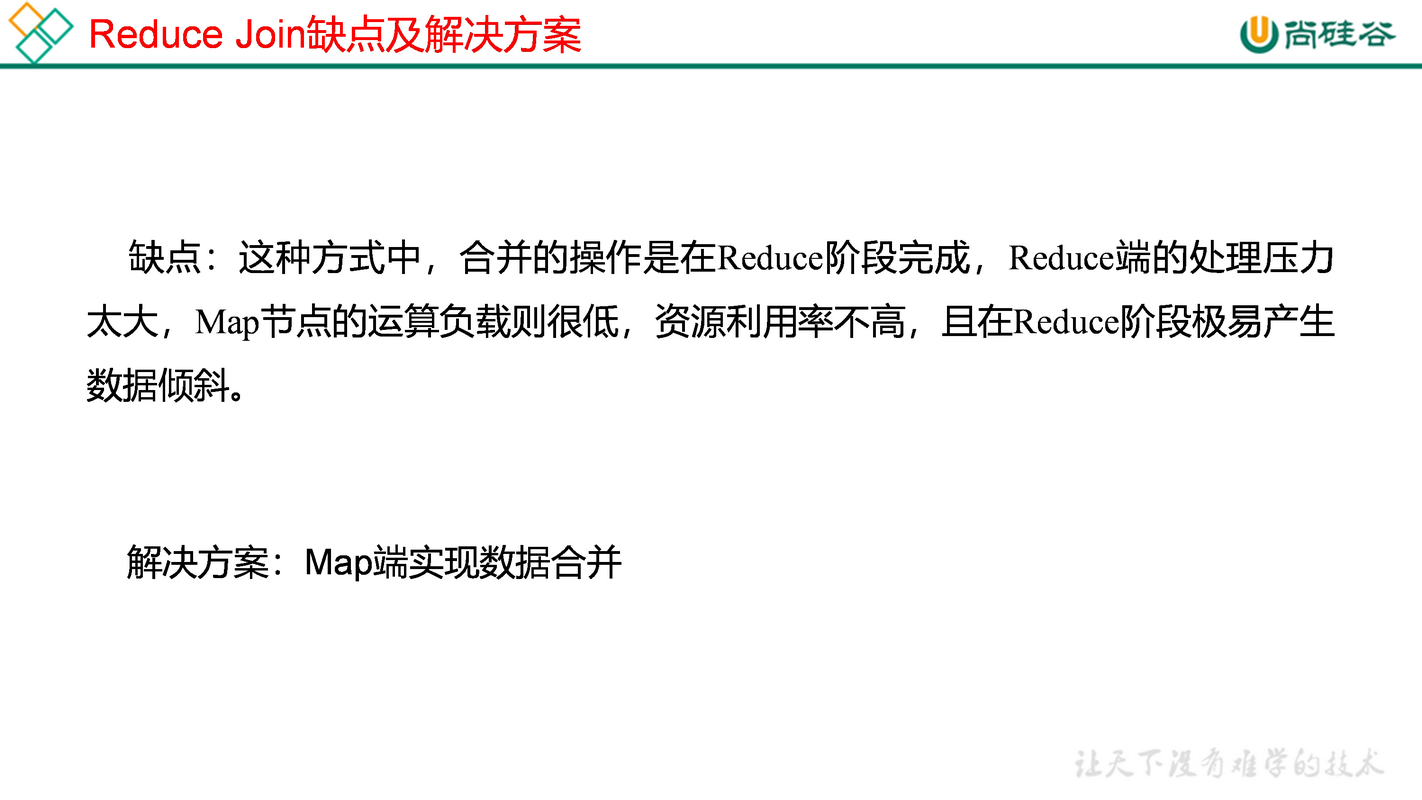 Reduce Join缺点及解决方案
尚硅谷
缺点：这种方式中，合并的操作是在Reduce阶段完成，Reduce端的处理压力
太大，Map节点的运算负载则很低，资源利用率不高，且在Reduce阶段极易产生
数据倾斜。
解决方案：Map端实现数据合并
让天下没有难学的技术